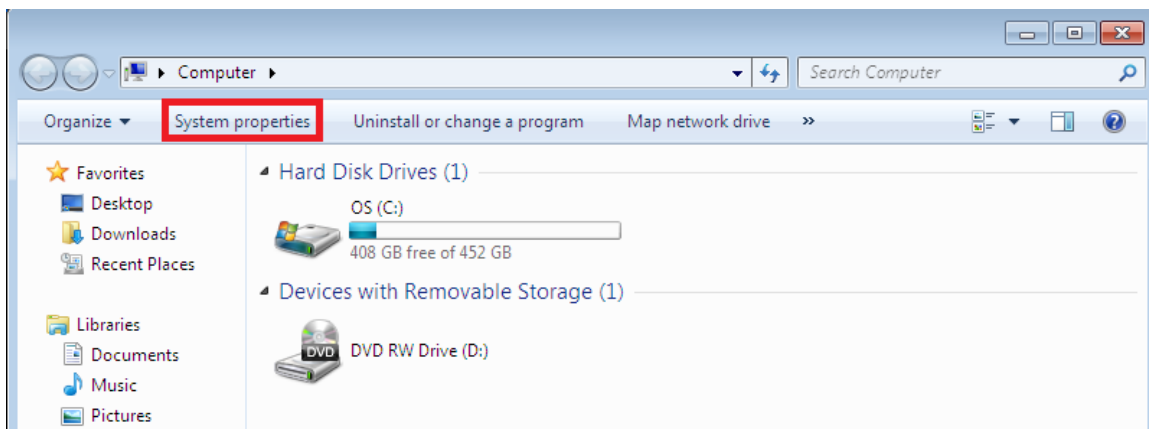 Computer
Search Computer
Organize System properties Uninstall or change a program Map network drive »
Favorites
Desktop
Downloads
Recent Places
Libraries
Documents
Music
Pictures
Hard Disk Drives (1)
OS (C:)
408 GB free of 452 GB
Devices with Removable Storage (1)
DVD
DVD RW Drive (D:)